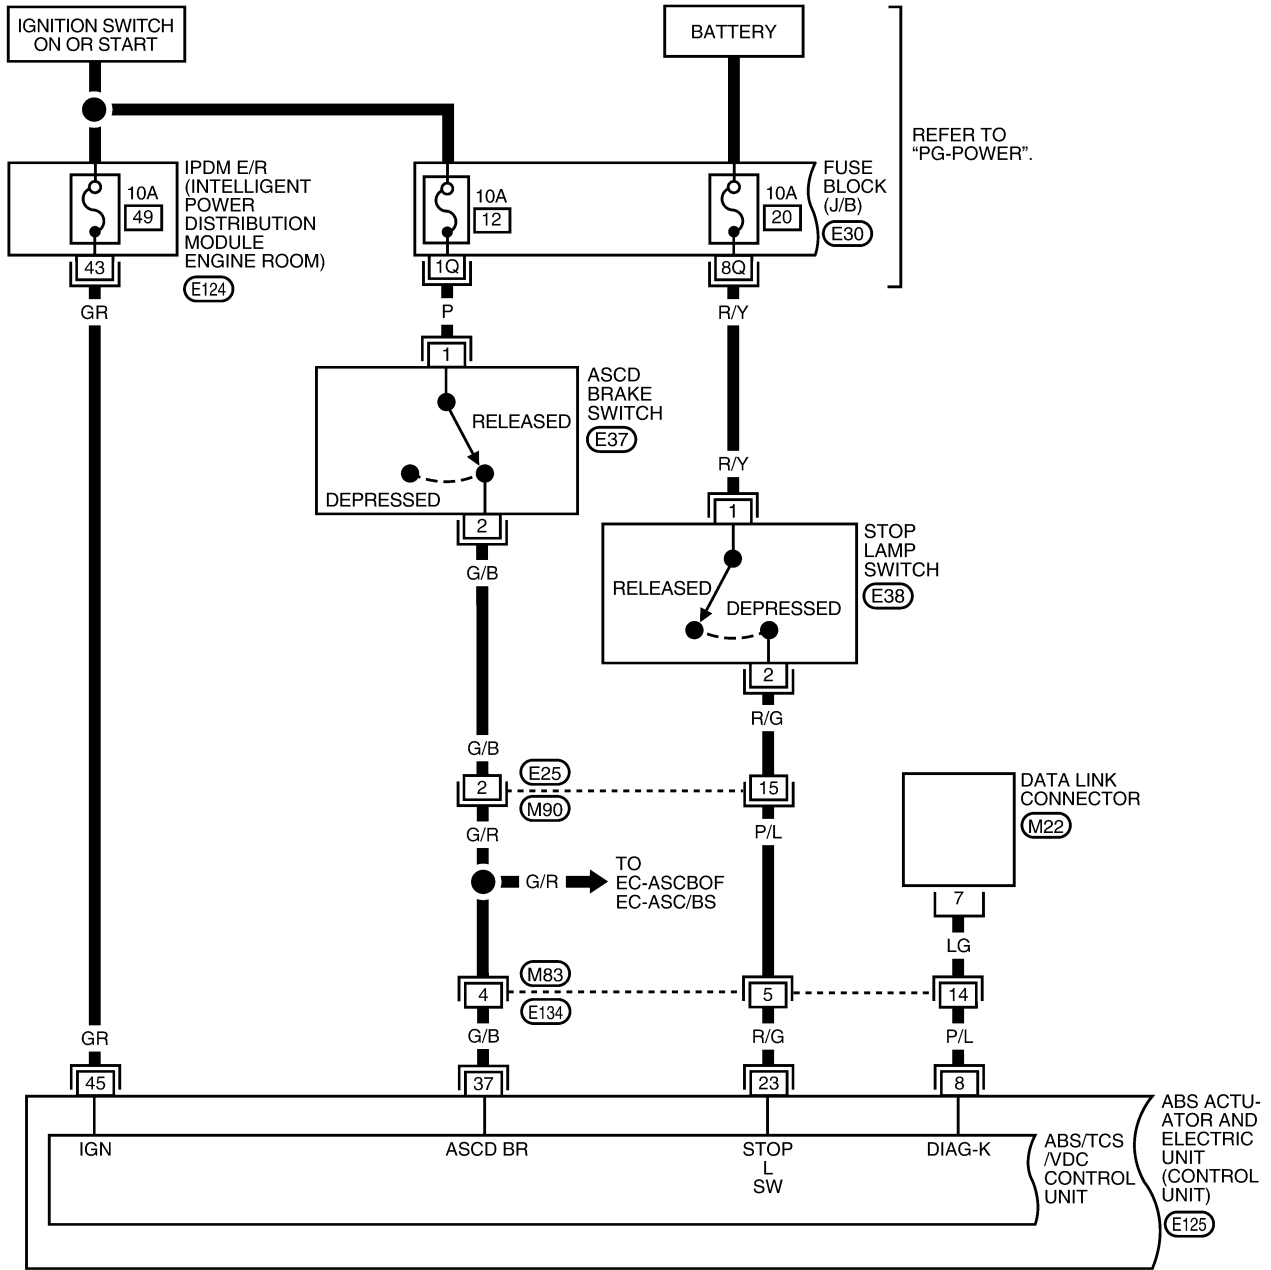 IGNITION SWITCH
ON OR START
BATTERY
REFER TO
“PG-POWER”.
IPDM E/R
(INTELLIGENT
POWER
DISTRIBUTION
MODULE
ENGINE ROOM)
E124
10A
49
10A
12
10A
20
FUSE
BLOCK
(J/B)
E30
43
1Q
8Q
GR
P
R/Y
1
ASCD
BRAKE
SWITCH
E37
RELEASED
DEPRESSED
2
G/B
R/Y
1
STOP
LAMP
SWITCH
E38
RELEASED
DEPRESSED
2
R/G
G/B
E25
2
15
M90
G/R
P/L
DATA LINK
CONNECTOR
M22
G/R
TO
EC-ASCBOF
EC-ASC/BS
7
LG
M83
4
5
14
E134
GR
G/B
R/G
P/L
45
37
23
8
IGN
ASCD BR
STOP
L
SW
DIAG-K
ABS/TCS
/VDC
CONTROL
UNIT
ABS ACTU-
ATOR AND
ELECTRIC
UNIT
(CONTROL
UNIT)
E125